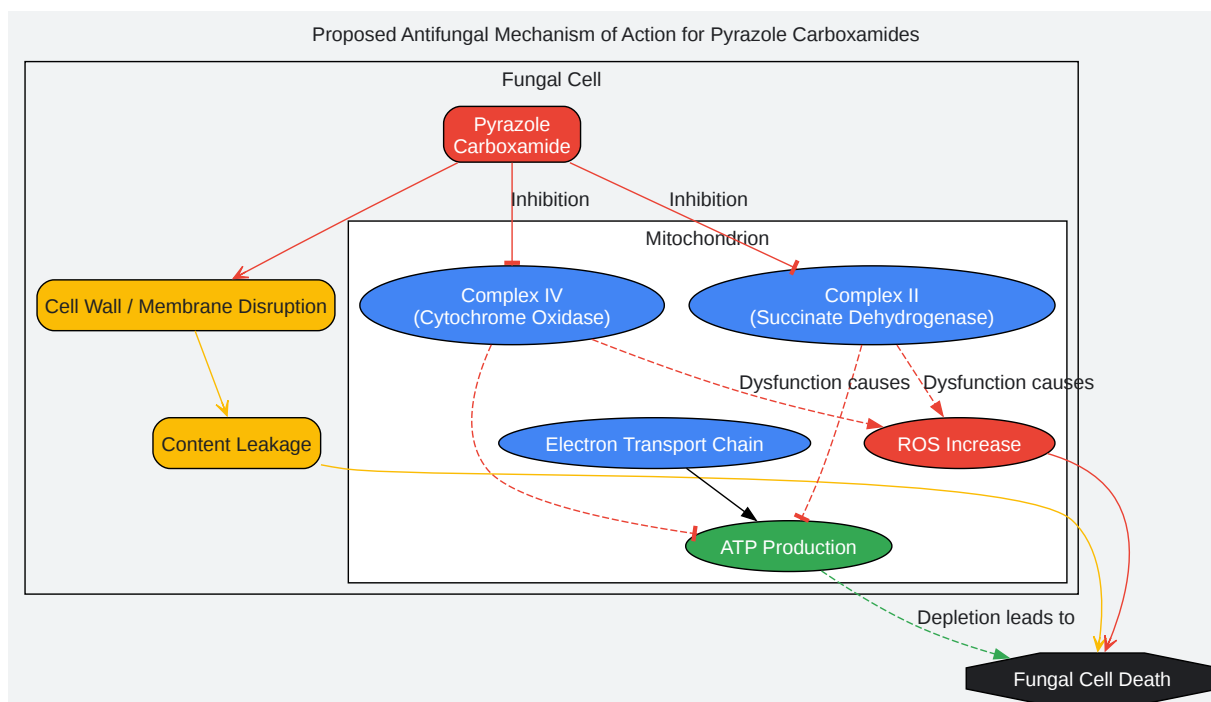 Proposed Antifungal Mechanism of Action for Pyrazole Carboxamides
Fungal Cell
Pyrazole
Carboxamide
Inhibition
Inhibition
Mitochondrion
Cell Wall / Membrane Disruption
Complex IV
(Cytochrome Oxidase)
Complex II
(Succinate Dehydrogenase)
Dysfunction causes
Dysfunction causes
Content Leakage
Electron Transport Chain
ROS Increase
ATP Production
Depletion leads to
Fungal Cell Death